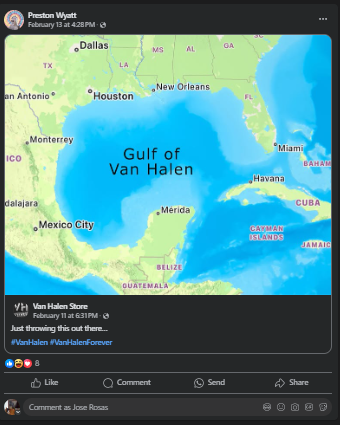 Preston Wyatt
February 13 at 4:28 PM ·
Dallas
MS
AL
GA
SC
TX
LA
an Antonio
Houston
New Orleans
FL
Monterrey
Gulf of
Van Halen
Miami
ICO
BAHAM
Havana
dalajara
Mérida
CUBA
Mexico City
CAYMAN
ISLANDS
JAMAIC
BELIZE
GUATEMALA
VH
Van Halen Store
February 11 at 6:31 PM ·
Just throwing this out there...
#VanHalen #VanHalenForever
8
Like Comment Send Share
Comment as Jose Rosas
GIF